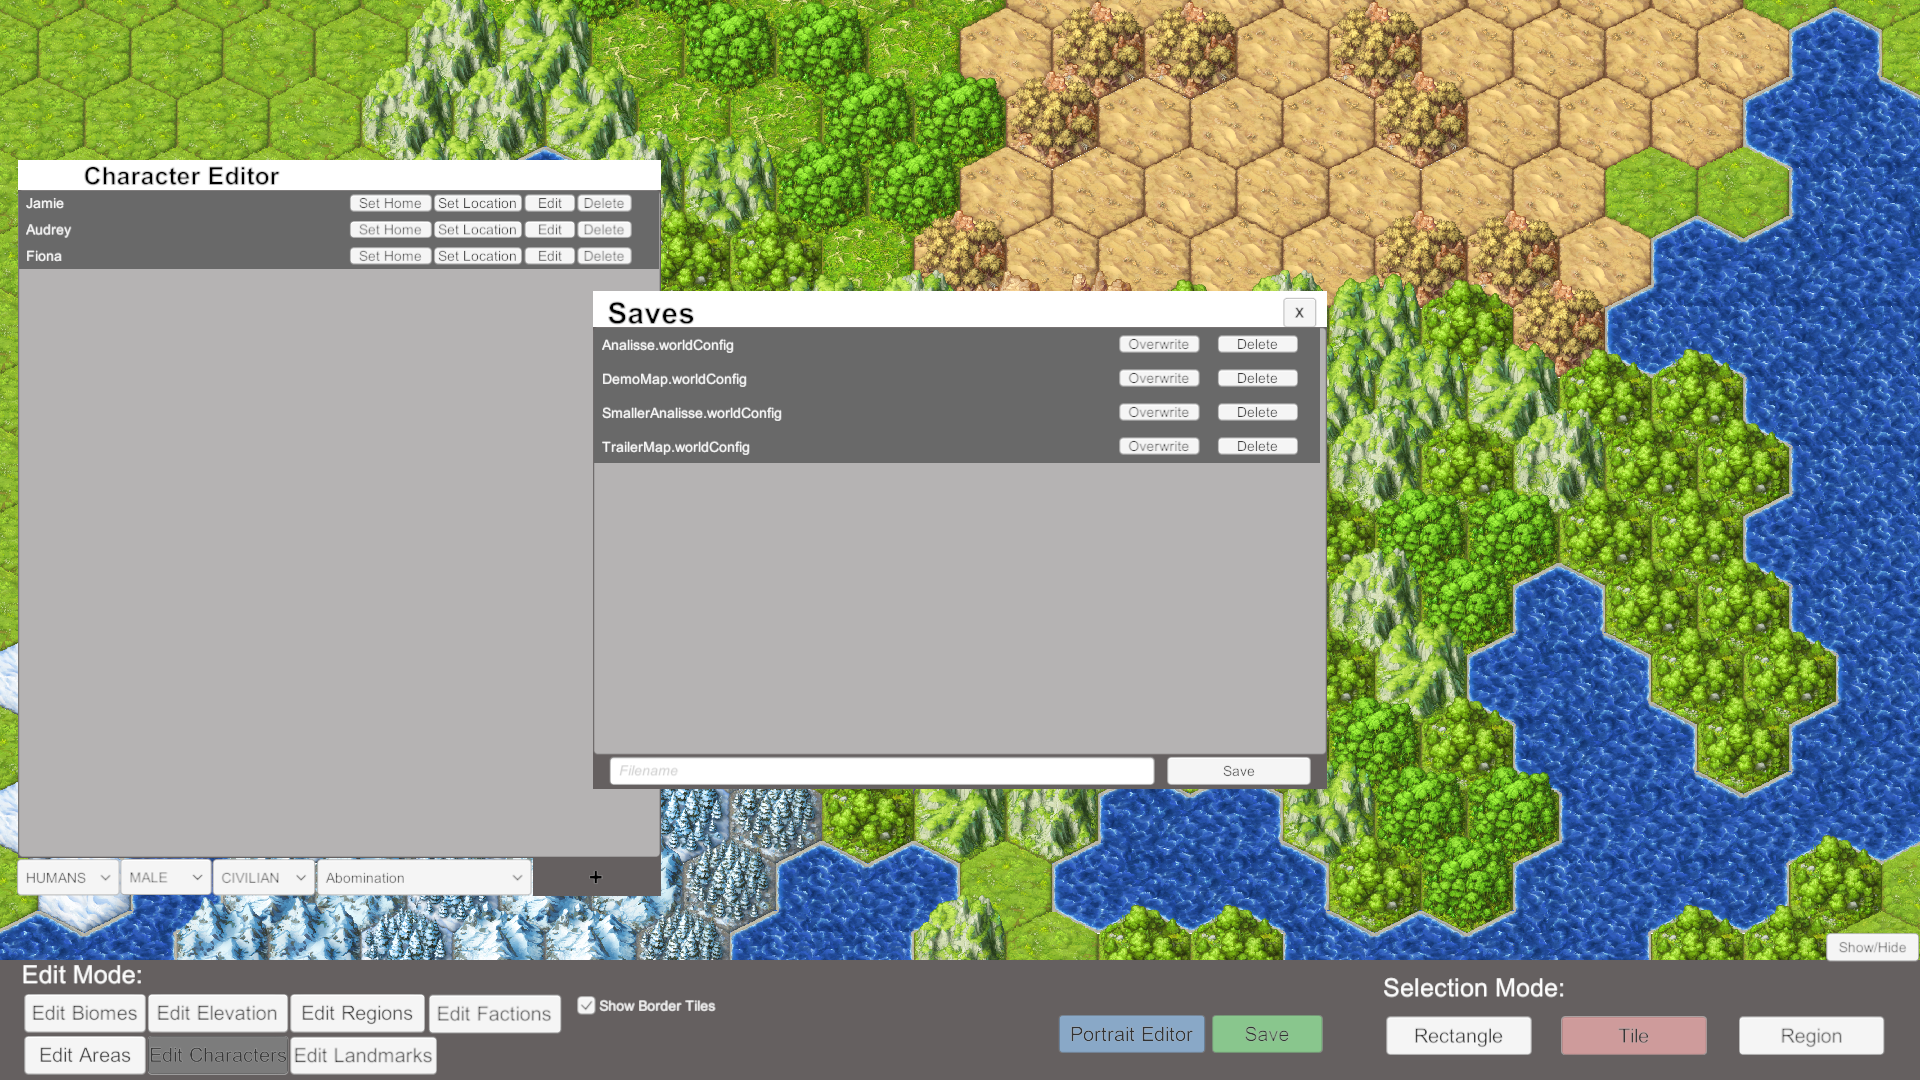 Character Editor
Jamie Set Home Set Location Edit Delete
Audrey Set Home Set Location Edit Delete
Fiona Set Home Set Location Edit Delete
Saves X
Analisse.worldConfig Overwrite Delete
DemoMap.worldConfig Overwrite Delete
SmallerAnalisse.worldConfig Overwrite Delete
TrailerMap.worldConfig Overwrite Delete
Filename Save
HUMANS MALE CIVILIAN Abomination +
Show/Hide
Edit Mode:
Edit Biomes Edit Elevation Edit Regions Edit Factions Show Border Tiles
Edit Areas Edit Characters Edit Landmarks
Portrait Editor Save
Selection Mode:
Rectangle Tile Region